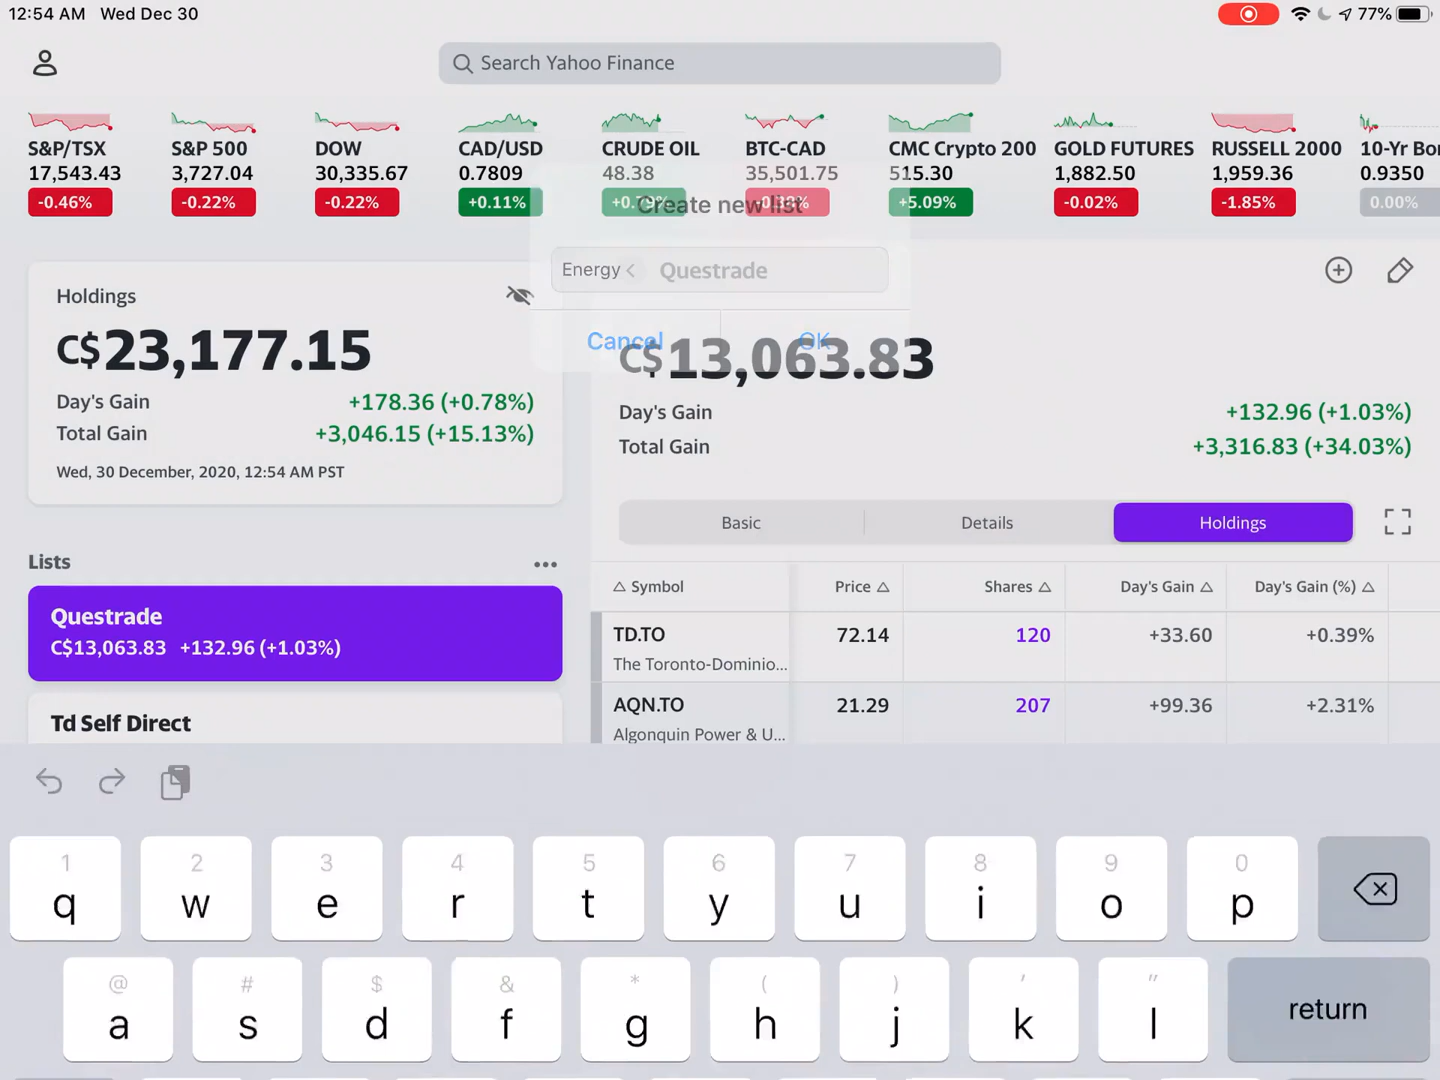 12:54 AM Wed Dec 30
77%
Search Yahoo Finance
S&P/TSX
17,543.43
-0.46%
S&P 500
3,727.04
-0.22%
DOW
30,335.67
-0.22%
CAD/USD
0.7809
+0.11%
CRUDE OIL
48.38
BTC-CAD
35,501.75
CMC Crypto 200
515.30
+5.09%
GOLD FUTURES
1,882.50
-0.02%
RUSSELL 2000
1,959.36
-1.85%
10-Yr Bo
0.9350
0.00%
Create new list
Energy
Cancel
OK
Holdings
C$23,177.15
Day's Gain +178.36 (+0.78%)
Total Gain +3,046.15 (+15.13%)
Wed, 30 December, 2020, 12:54 AM PST
Lists
Questrade
C$13,063.83 +132.96 (+1.03%)
Td Self Direct
< Questrade
C$13,063.83
Day's Gain +132.96 (+1.03%)
Total Gain +3,316.83 (+34.03%)
Basic Details Holdings
Symbol Price Shares Day's Gain Day's Gain (%)
TD.TO 72.14 120 +33.60 +0.39%
The Toronto-Dominio...
AQN.TO 21.29 207 +99.36 +2.31%
Algonquin Power & U...
1 2 3 4 5 6 7 8 9 0
q w e r t y u i o p
@ # $ & * ( ) ' "
a s d f g h j k l return